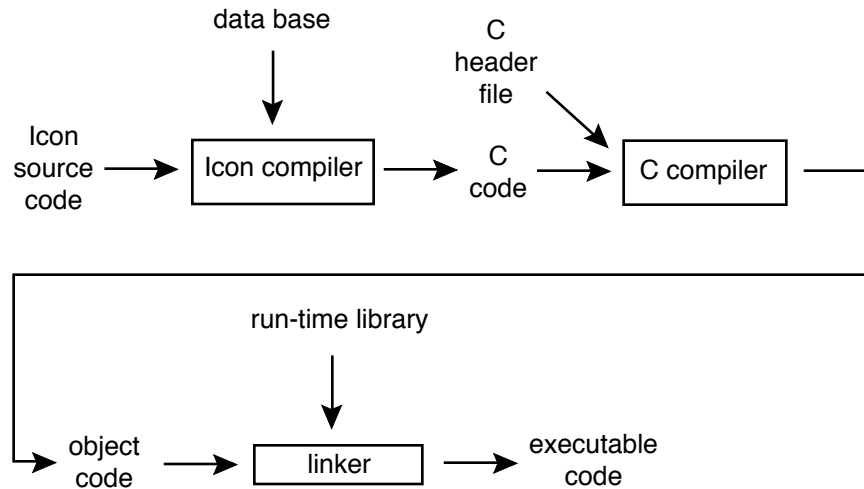 data base
C
header
file
Icon
source
code
Icon compiler
C
code
C compiler
run-time library
object
code
linker
executable
code